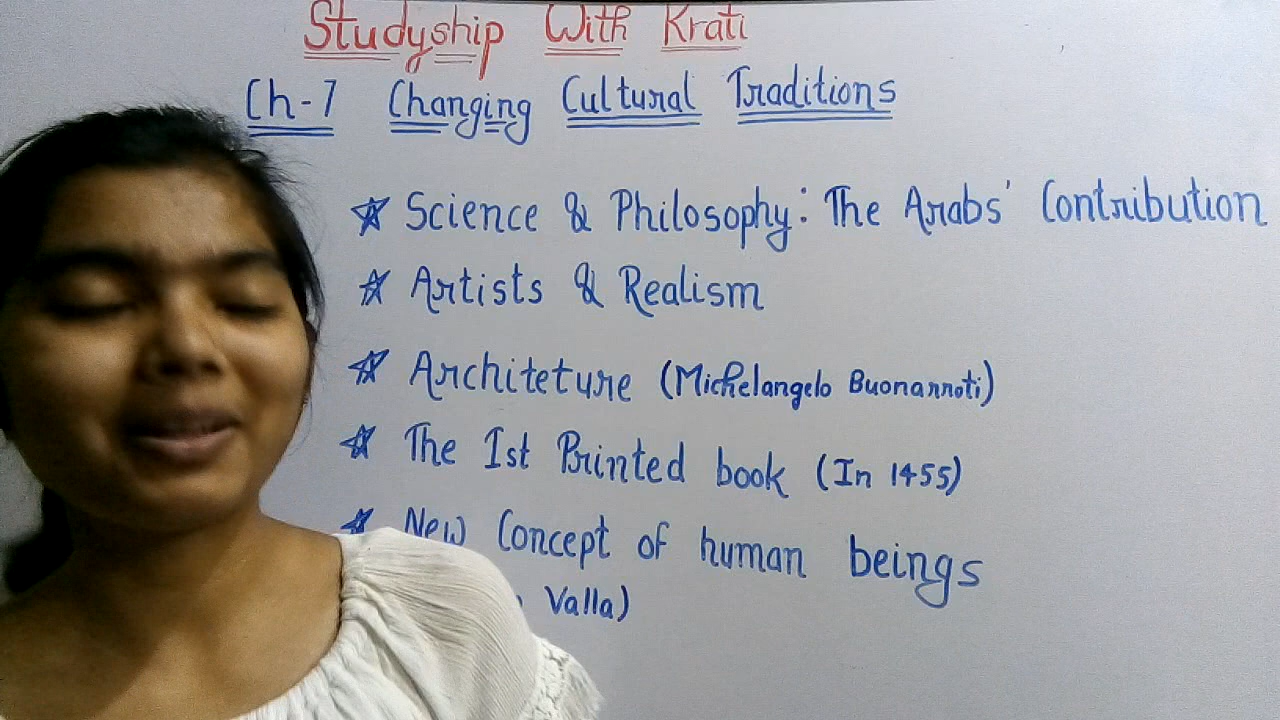 Studyship With Krati
Ch-7 Changing Cultural Traditions
☆ Science & Philosophy: The Arabs' Contribution
☆ Artists & Realism
☆ Architeture (Michelangelo Buonarroti)
☆ The Ist Printed book (In 1455)
☆ New Concept of human beings
Valla)